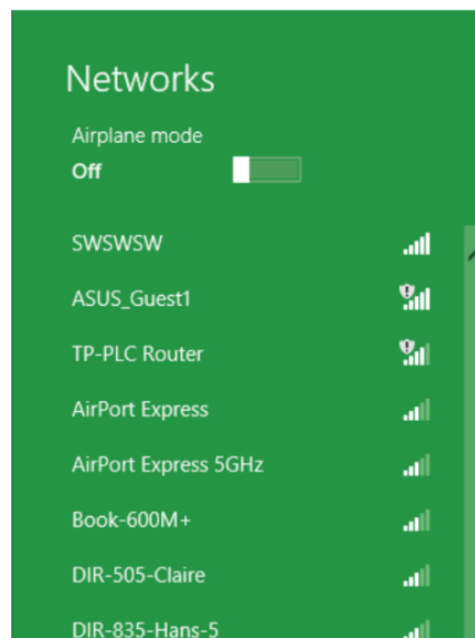 Networks
Airplane mode
Off
SWSWSW
ASUS_Guest1
TP-PLC Router
AirPort Express
AirPort Express 5GHz
Book-600M+
DIR-505-Claire
DIR-835-Hans-5